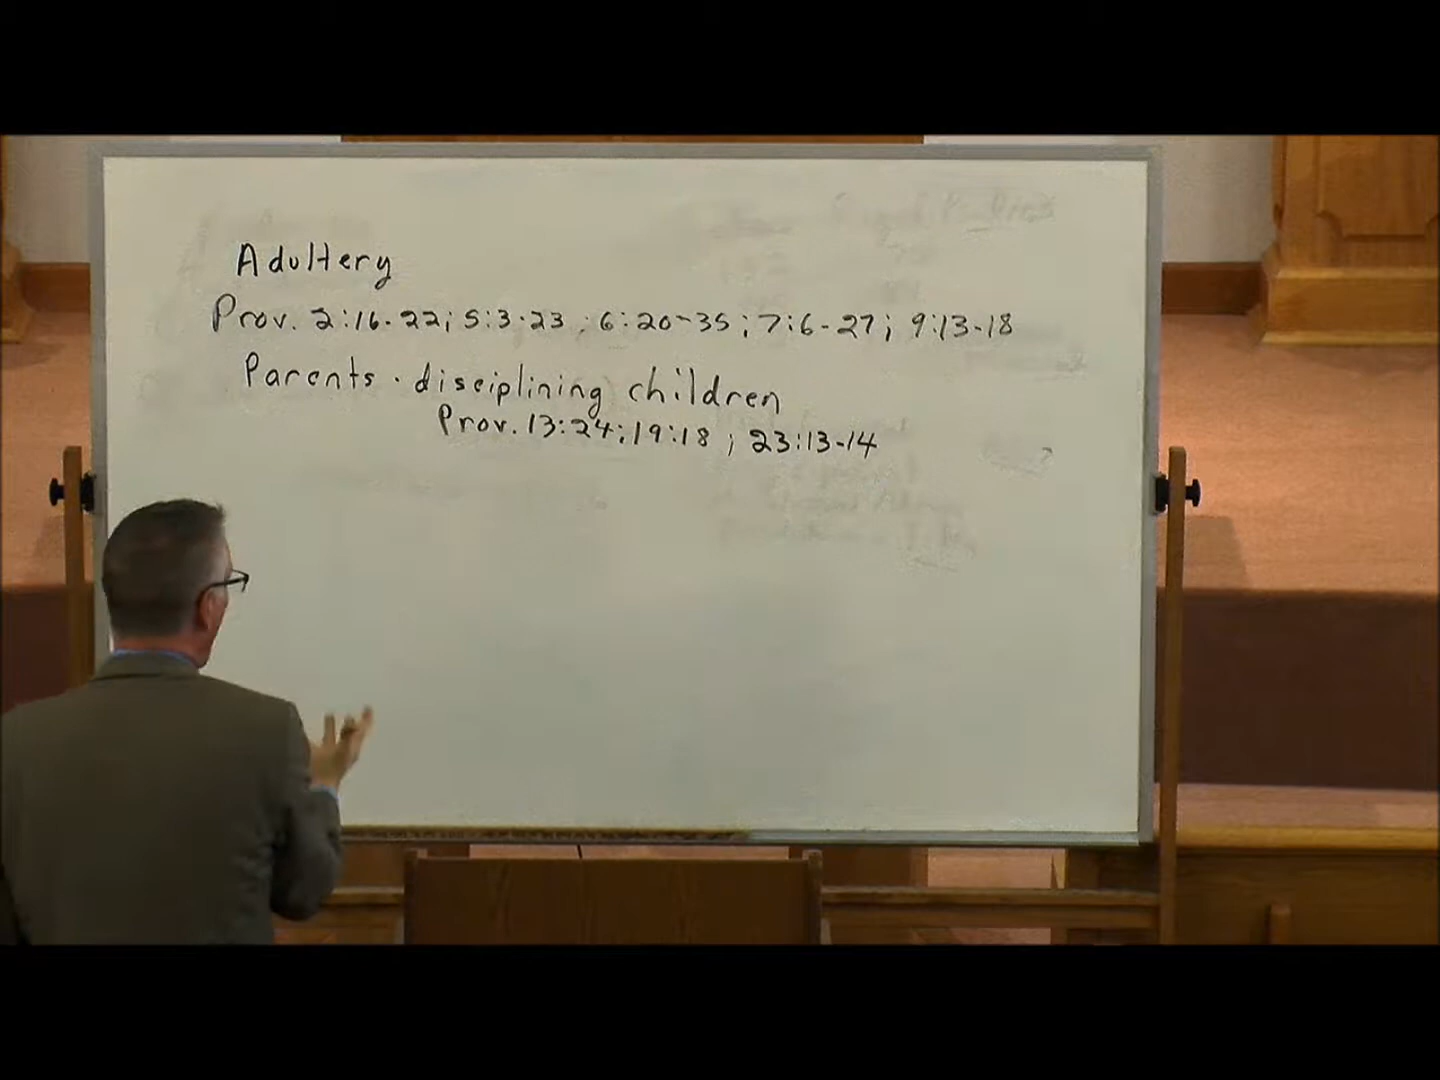 Adultery
Prov. 2:16-22; 5:3-23; 6:20-35; 7:6-27; 9:13-18
Parents - disciplining children
Prov. 13:24; 19:18; 23:13-14